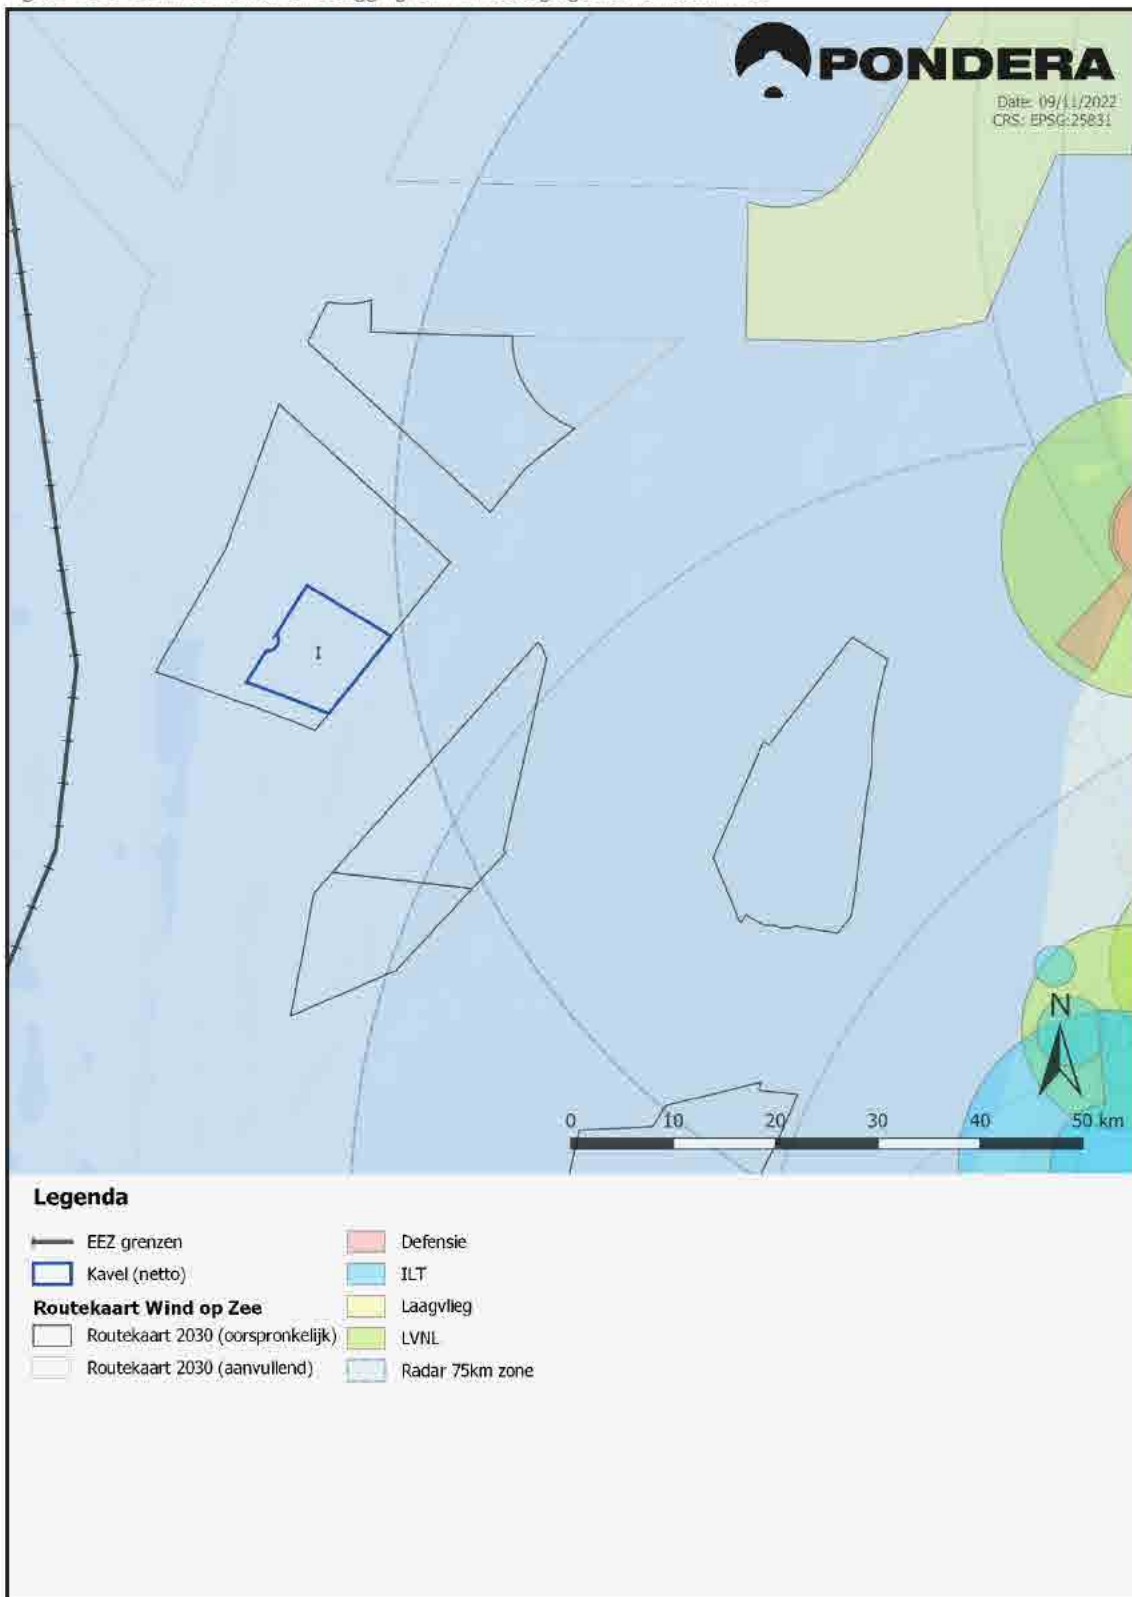 PONDERA
Date: 09/11/2022
CRS: EPSG:25831
I
N
0 10 20 30 40 50 km
Legenda
EEZ grenzen
Kavel (netto)
Routekaart Wind op Zee
Routekaart 2030 (oorspronkelijk)
Routekaart 2030 (aanvullend)
Defensie
ILT
Laagvlieg
LVNL
Radar 75km zone